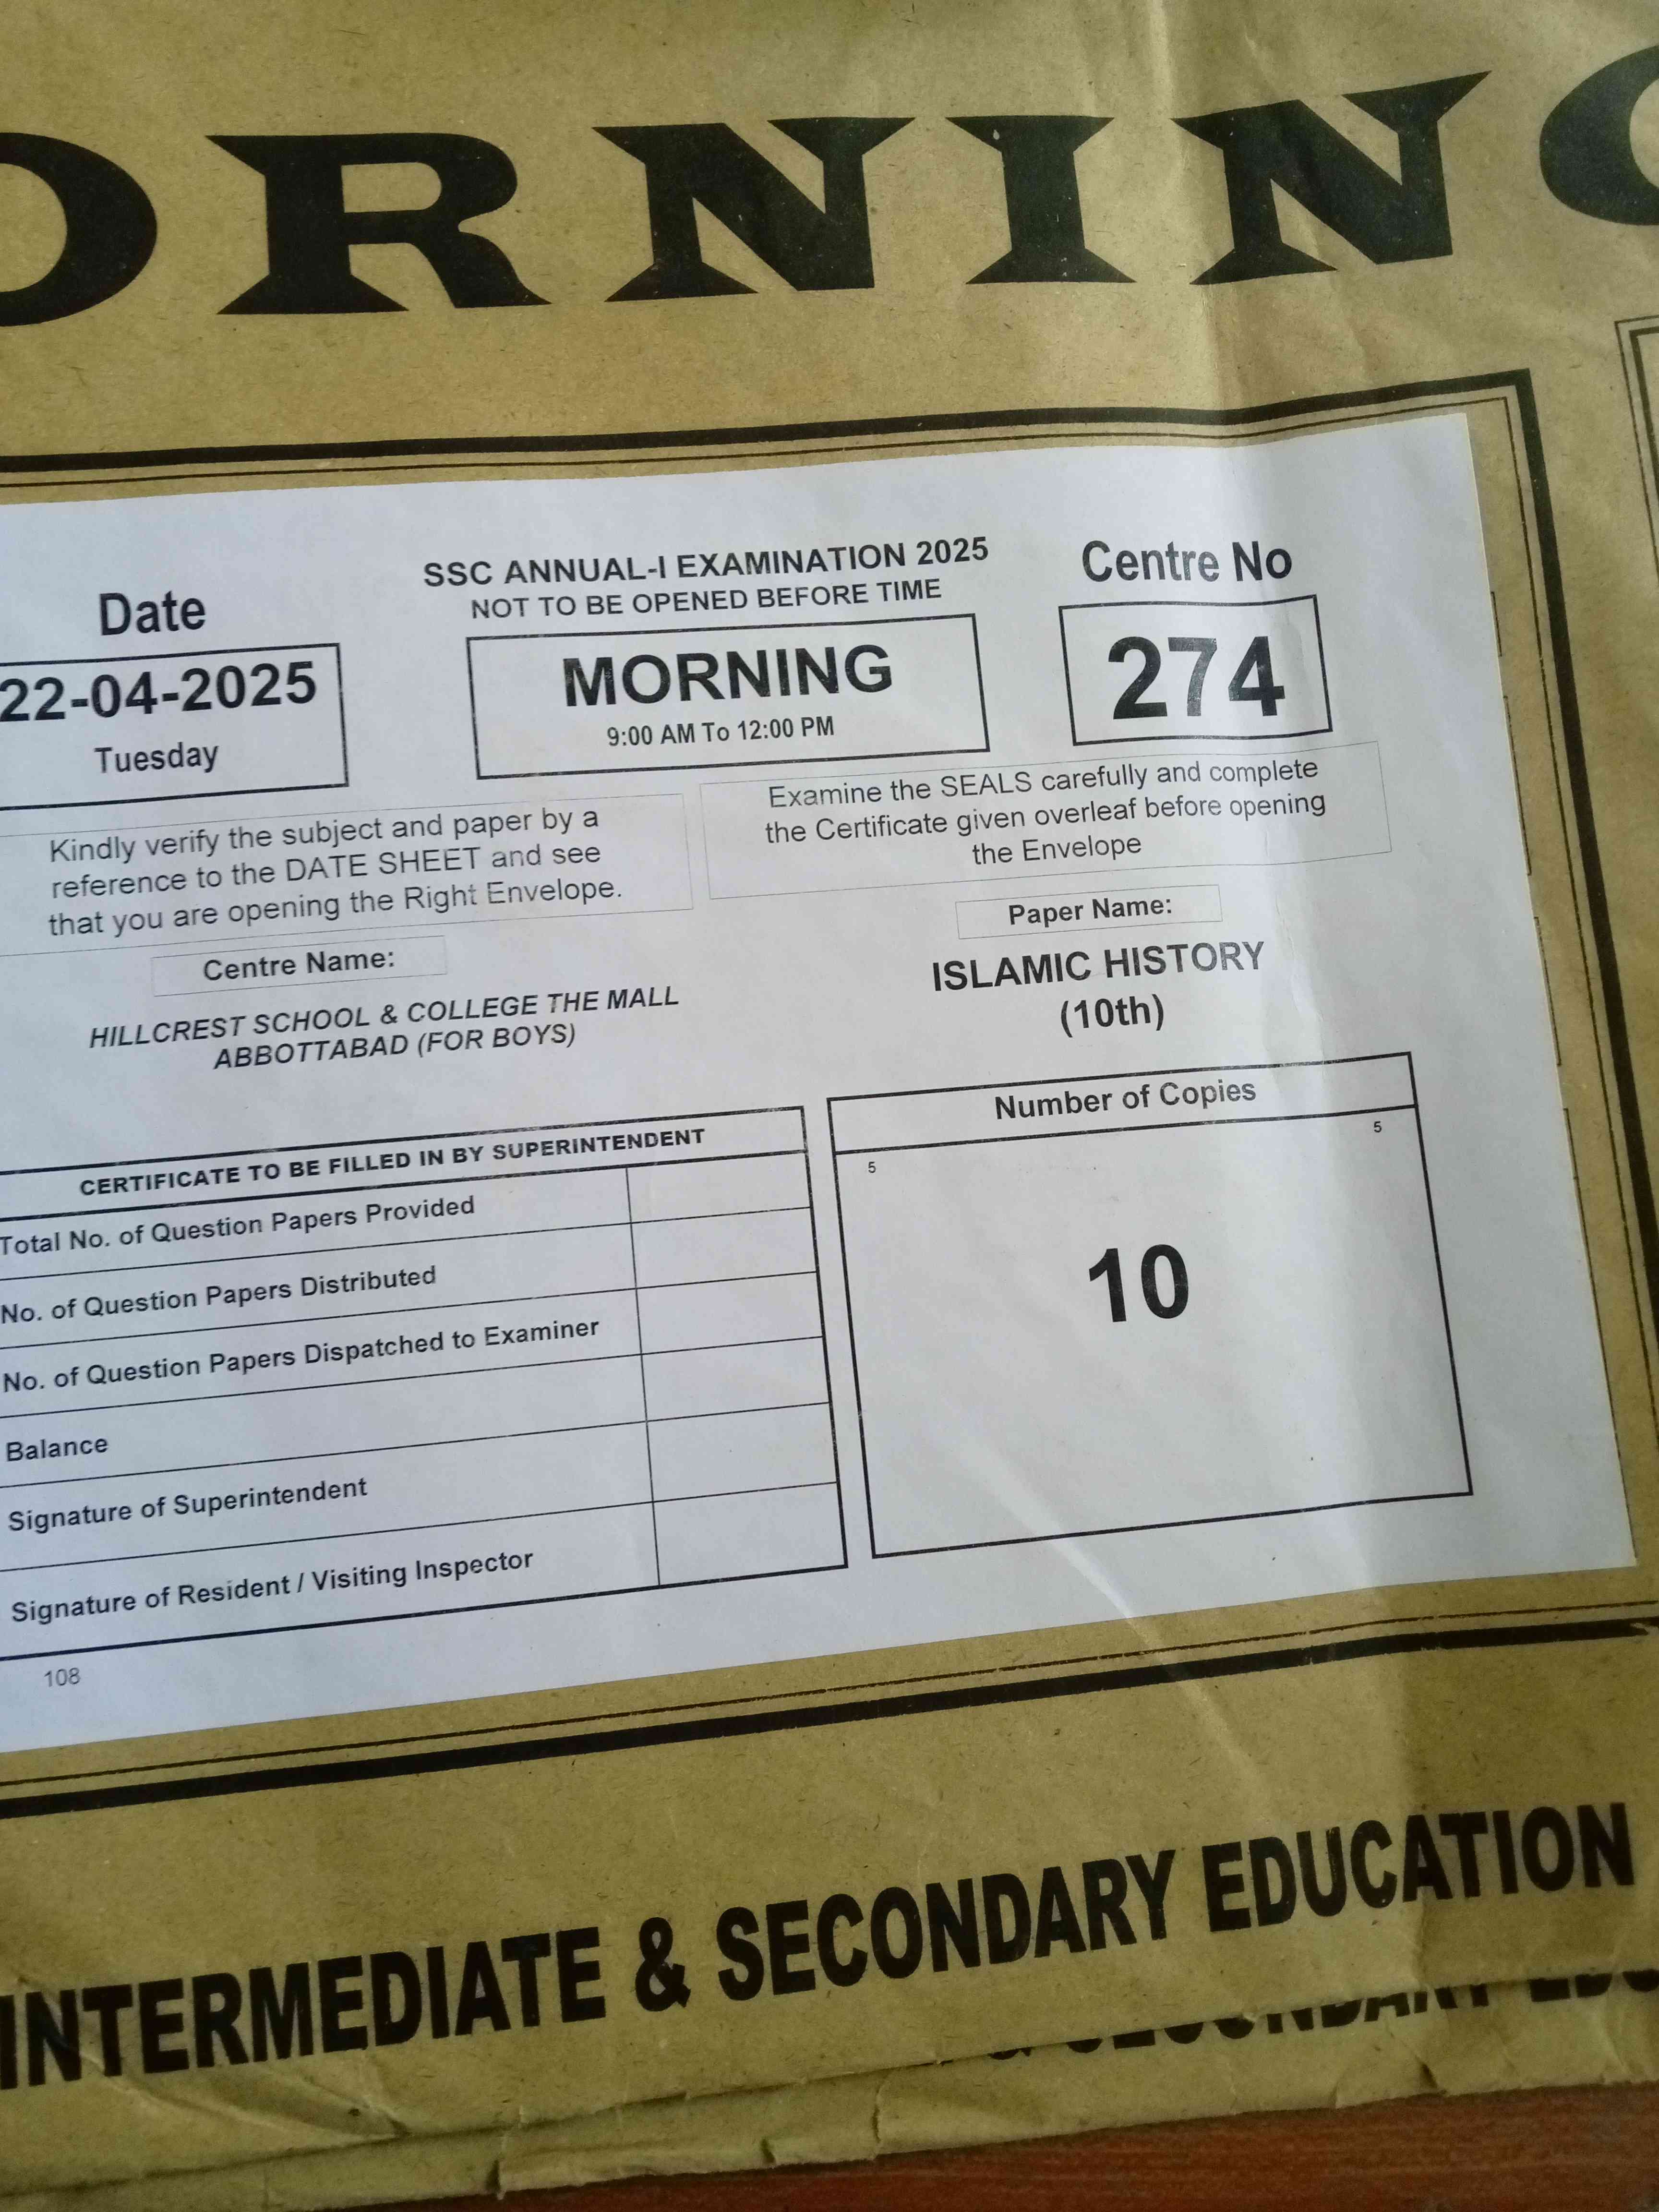 ORNING
SSC ANNUAL-I EXAMINATION 2025
NOT TO BE OPENED BEFORE TIME
Date
22-04-2025
Tuesday
MORNING
9:00 AM To 12:00 PM
Centre No
274
Kindly verify the subject and paper by a
reference to the DATE SHEET and see
that you are opening the Right Envelope.
Examine the SEALS carefully and complete
the Certificate given overleaf before opening
the Envelope
Centre Name:
HILLCREST SCHOOL & COLLEGE THE MALL
ABBOTTABAD (FOR BOYS)
Paper Name:
ISLAMIC HISTORY
(10th)
CERTIFICATE TO BE FILLED IN BY SUPERINTENDENT
Total No. of Question Papers Provided
No. of Question Papers Distributed
No. of Question Papers Dispatched to Examiner
Balance
Signature of Superintendent
Signature of Resident / Visiting Inspector
Number of Copies
5
5
10
108
INTERMEDIATE & SECONDARY EDUCATION
& SECONDARY EDU